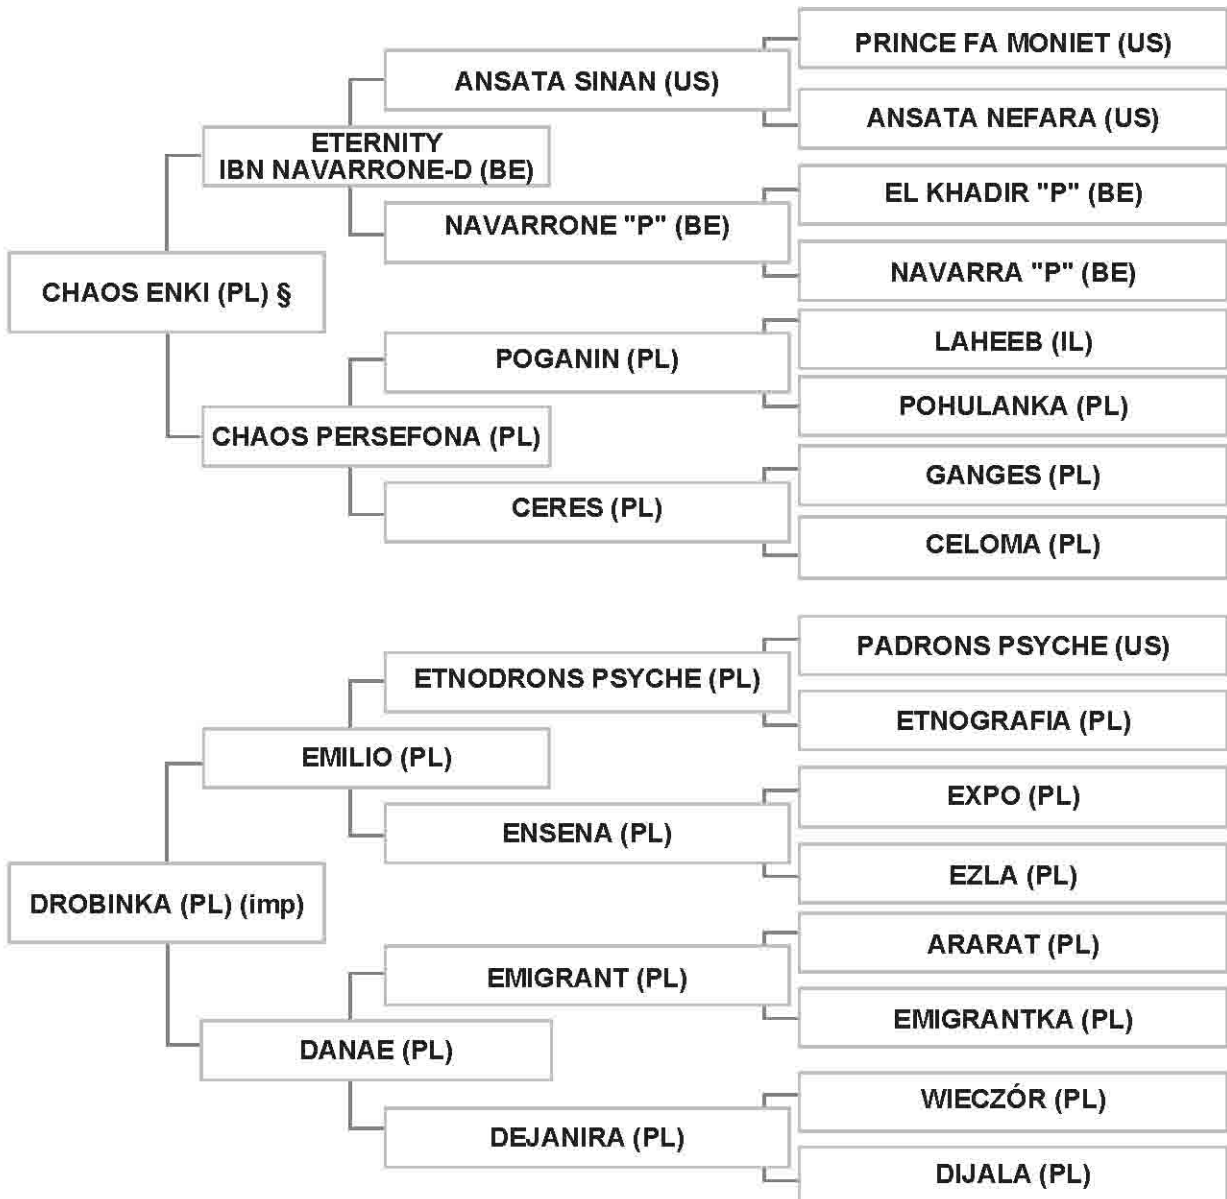 PRINCE FA MONIET (US)
ANSATA SINAN (US)
ANSATA NEFARA (US)
ETERNITY
IBN NAVARRONE-D (BE)
EL KHADIR "P" (BE)
NAVARRONE "P" (BE)
NAVARRA "P" (BE)
CHAOS ENKI (PL) §
LAHEEB (IL)
POGANIN (PL)
POHULANKA (PL)
CHAOS PERSEFONA (PL)
GANGES (PL)
CERES (PL)
CELOMA (PL)
PADRONS PSYCHE (US)
ETNODRONS PSYCHE (PL)
ETNOGRAFIA (PL)
EMILIO (PL)
EXPO (PL)
ENSENA (PL)
EZLA (PL)
DROBINKA (PL) (imp)
ARARAT (PL)
EMIGRANT (PL)
EMIGRANTKA (PL)
DANAE (PL)
WIECZÓR (PL)
DEJANIRA (PL)
DIJALA (PL)